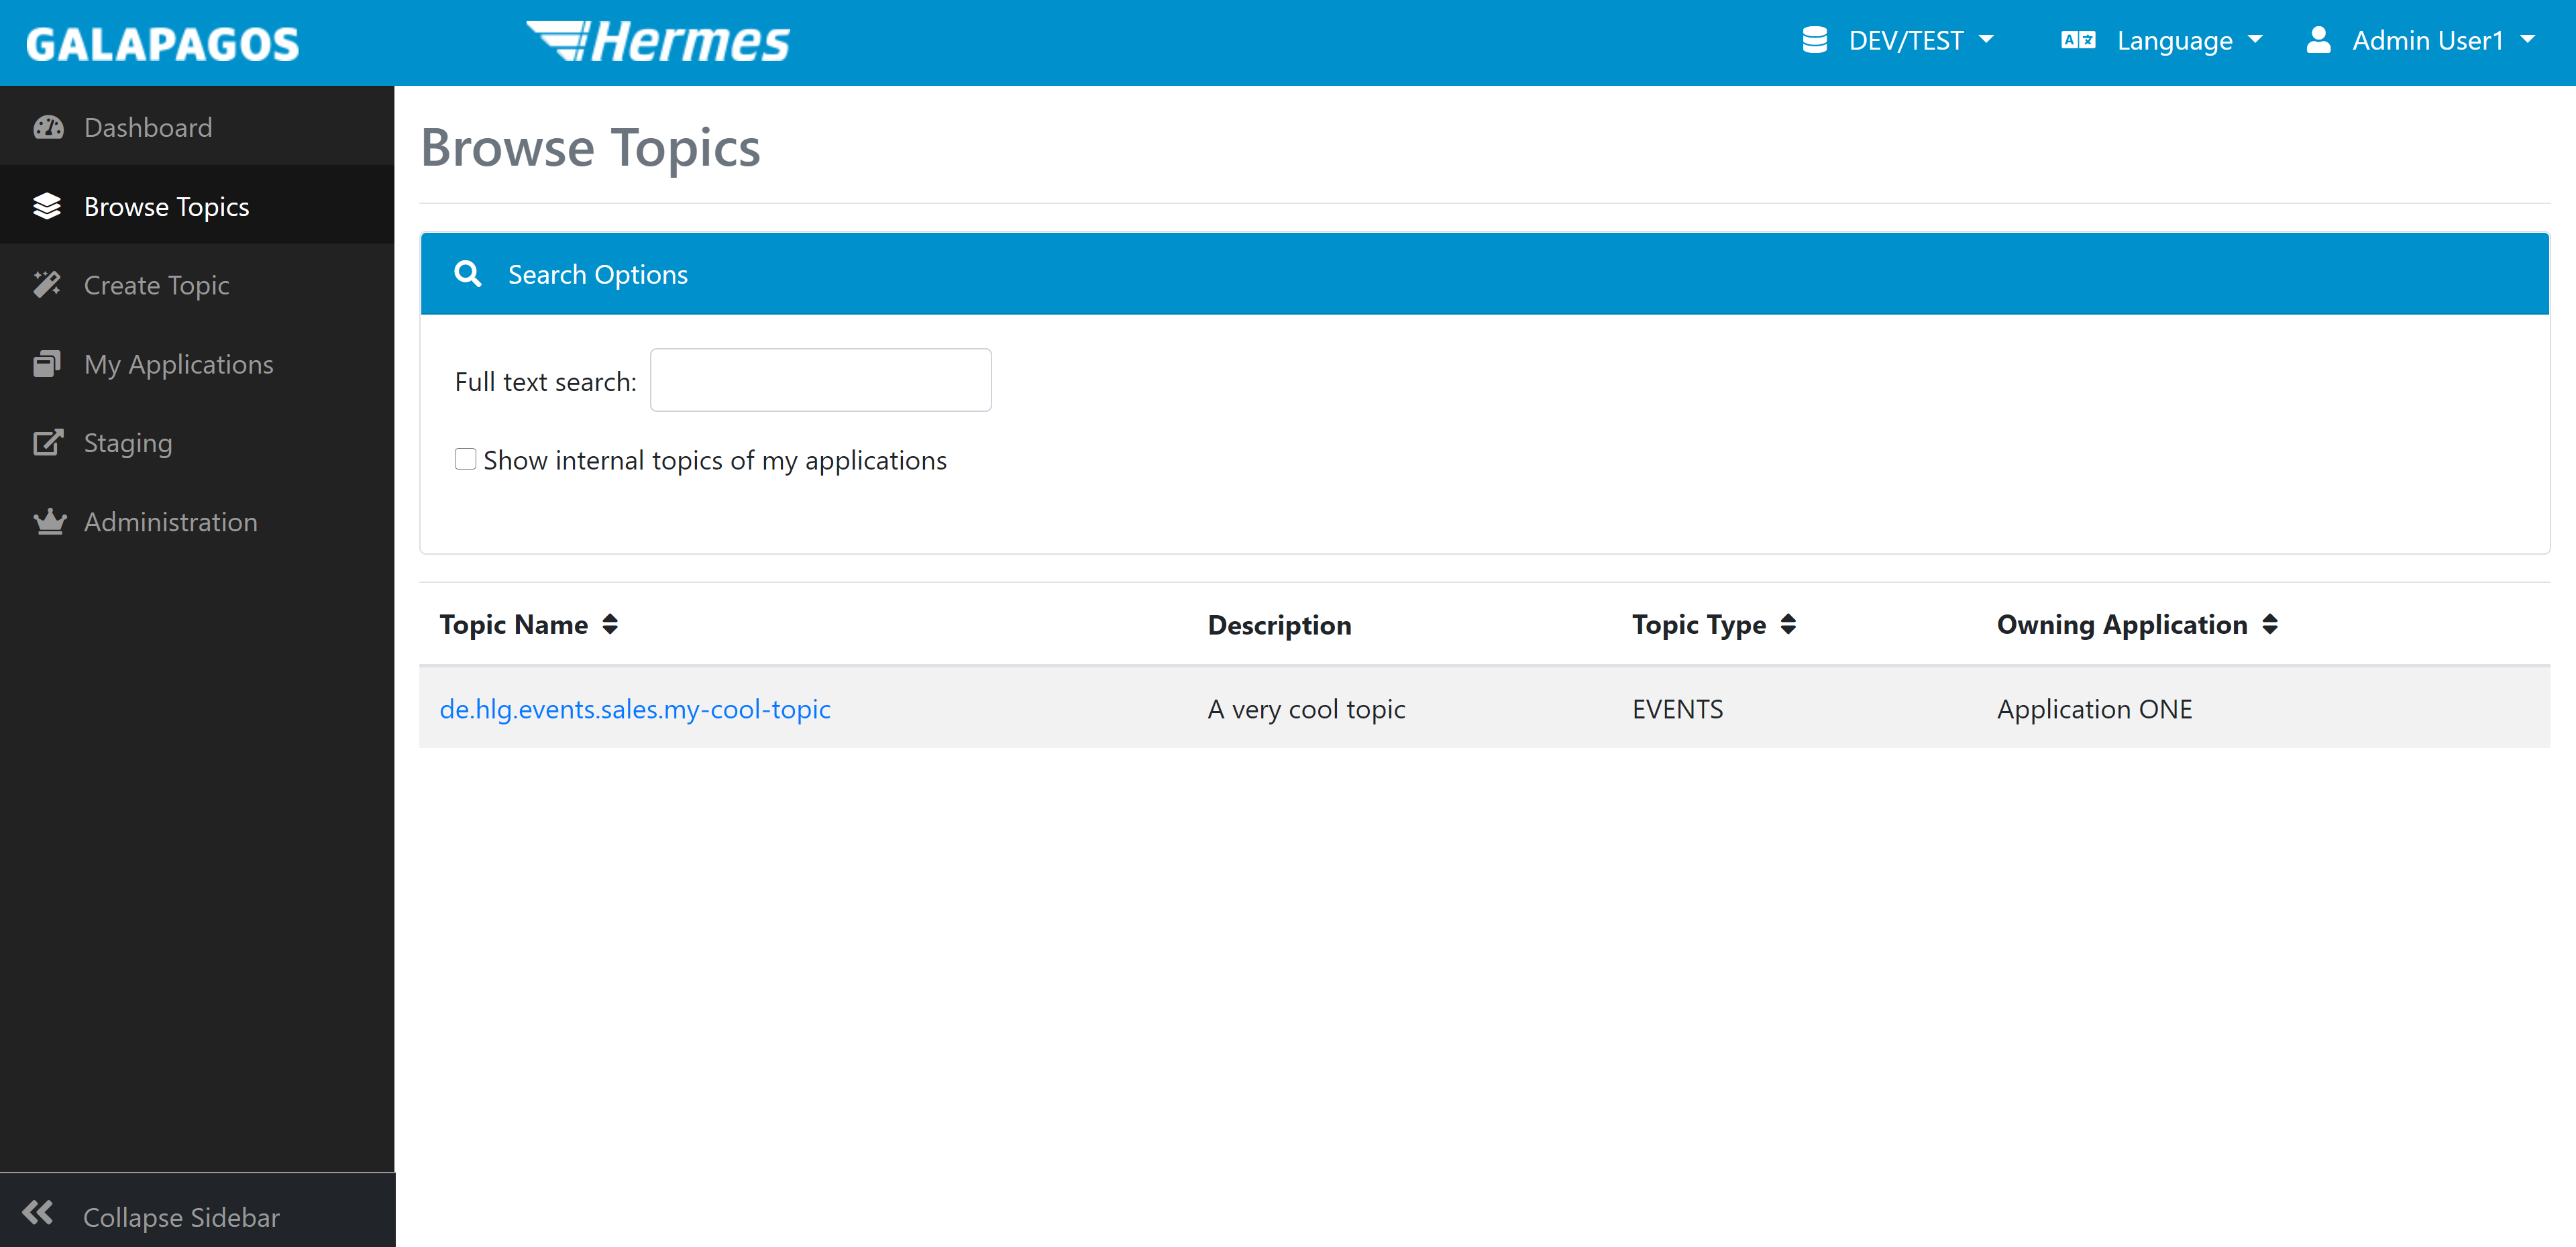 GALAPAGOS Hermes DEV/TEST Language Admin User1
Dashboard
Browse Topics
Create Topic
My Applications
Staging
Administration
Collapse Sidebar
Browse Topics
Search Options
Full text search:
Show internal topics of my applications
Topic Name Description Topic Type Owning Application
de.hlg.events.sales.my-cool-topic A very cool topic EVENTS Application ONE